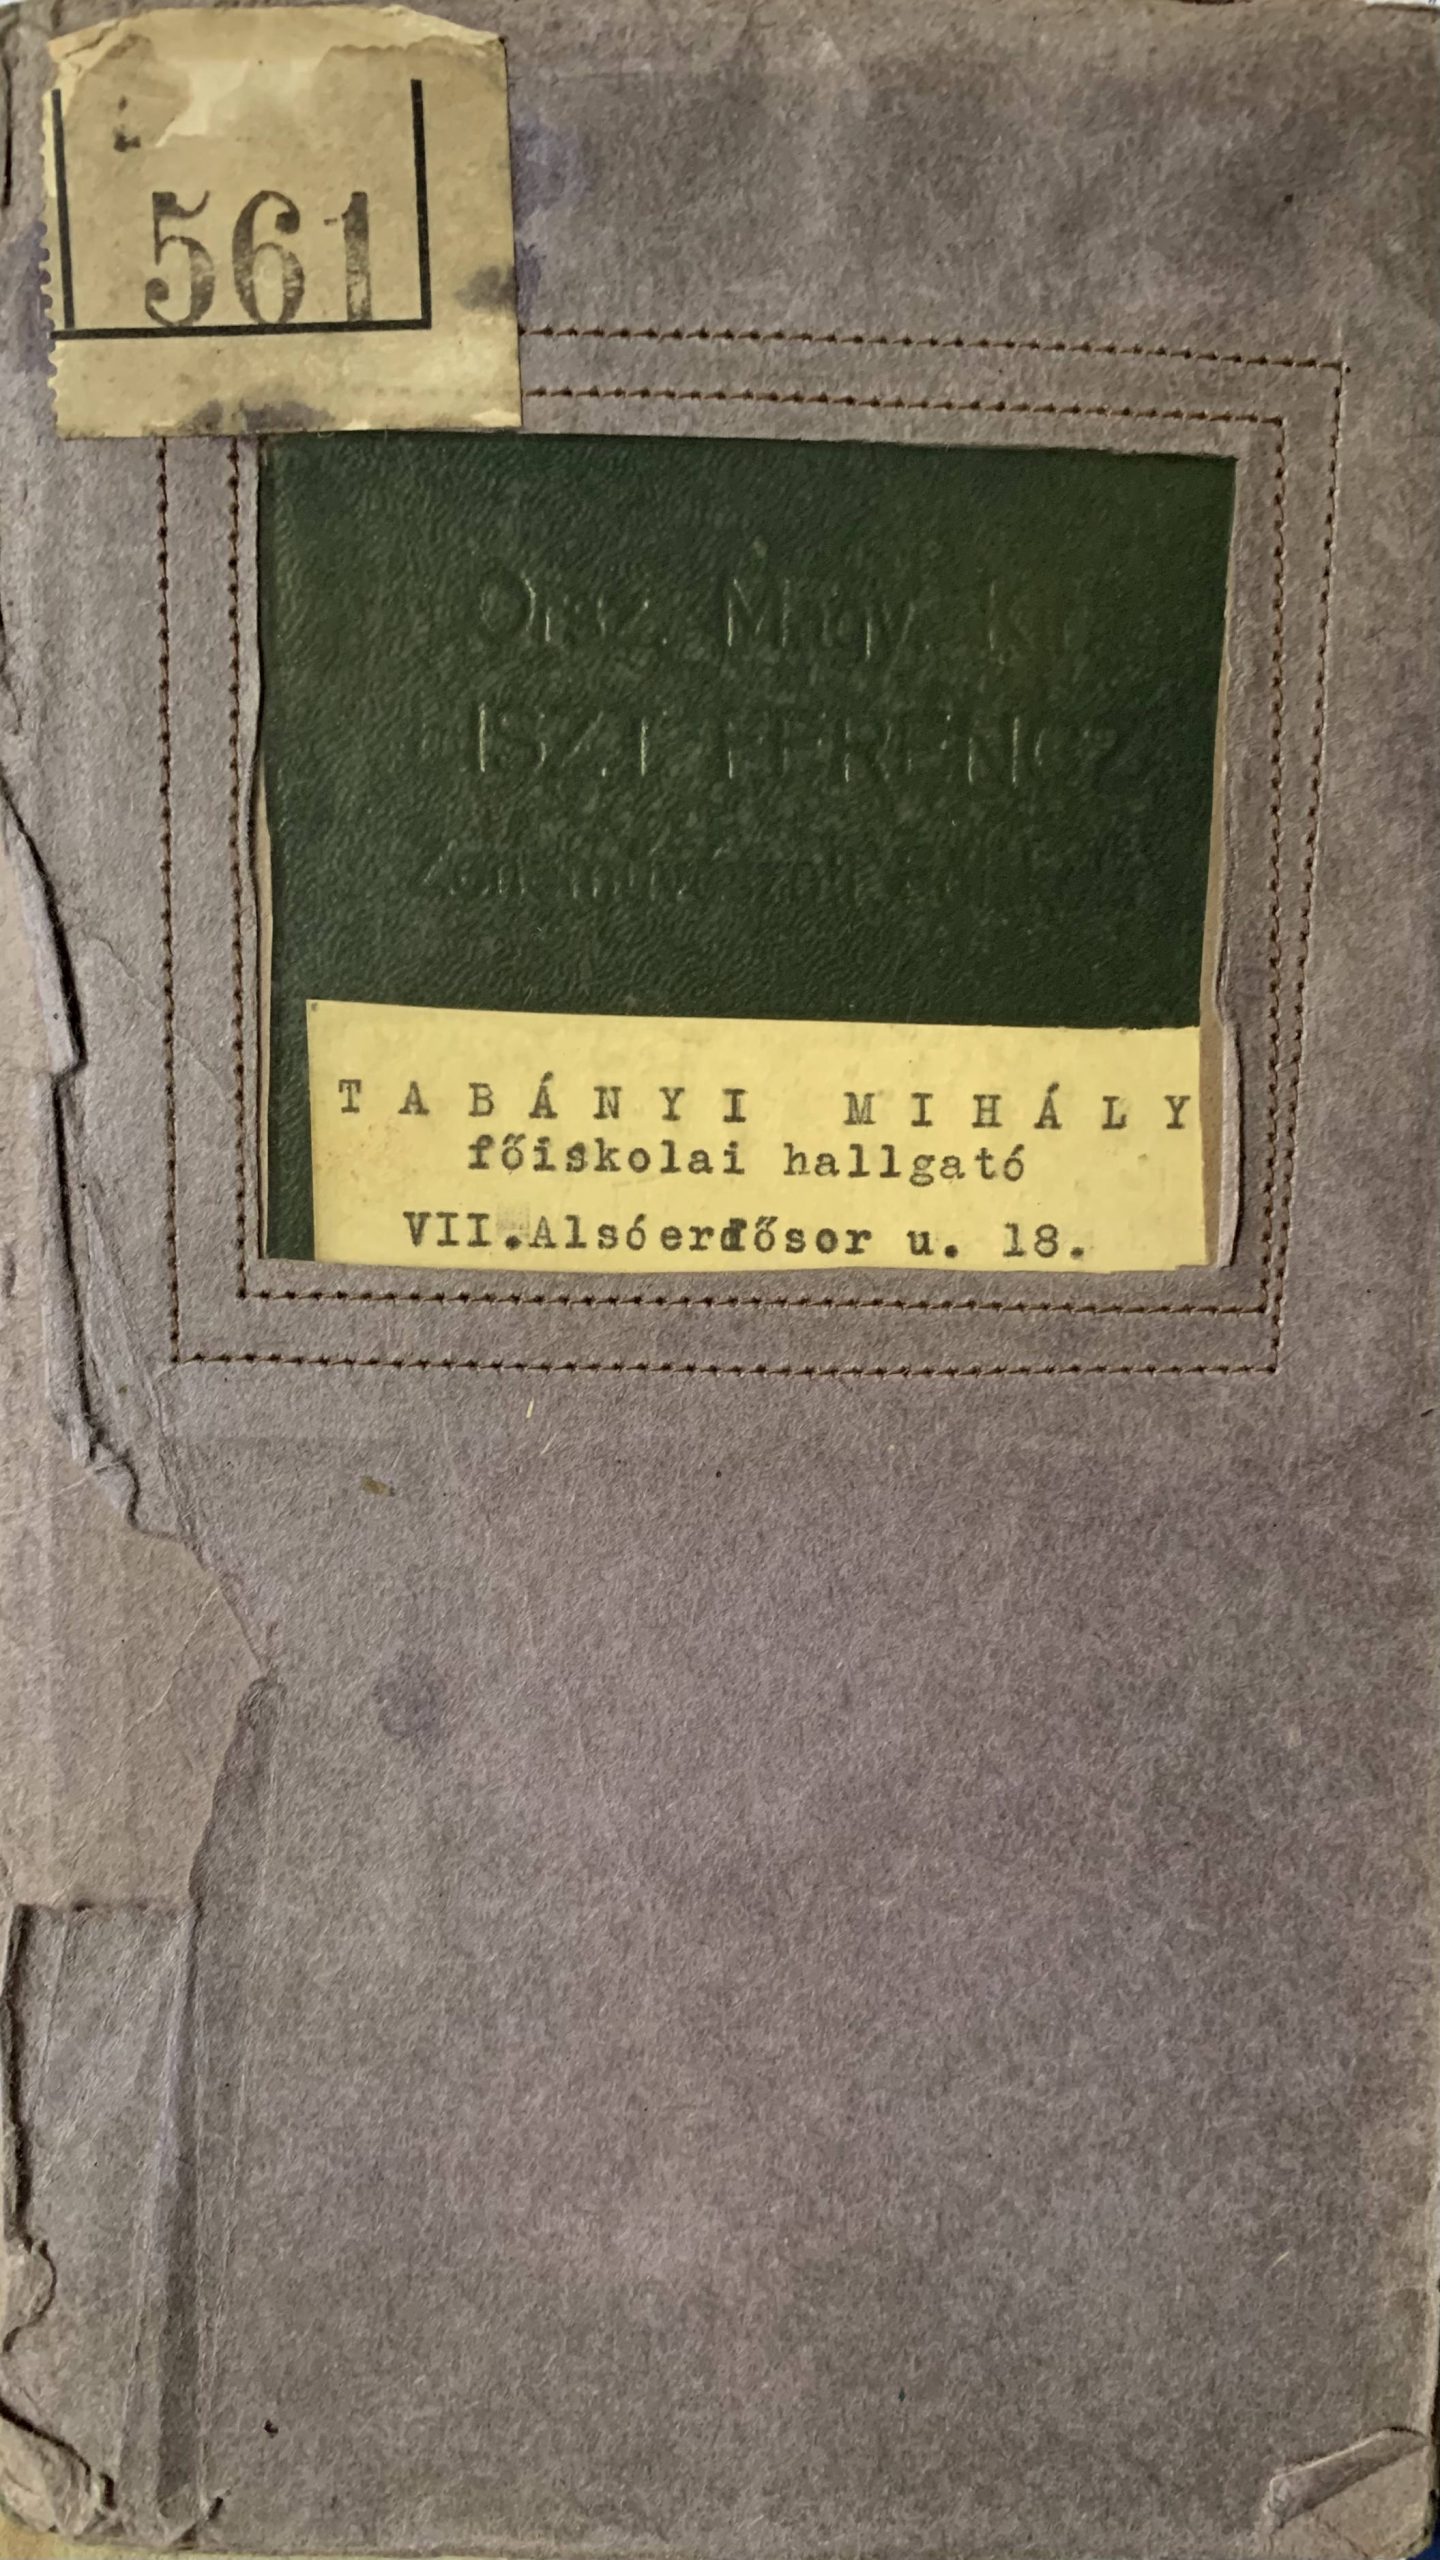 561
Orsz. Magy. Kir.
LISZT FERENCZ
TABÁNYI MIHÁLY
főiskolai hallgató
VII. Alsóerdősor u. 18.